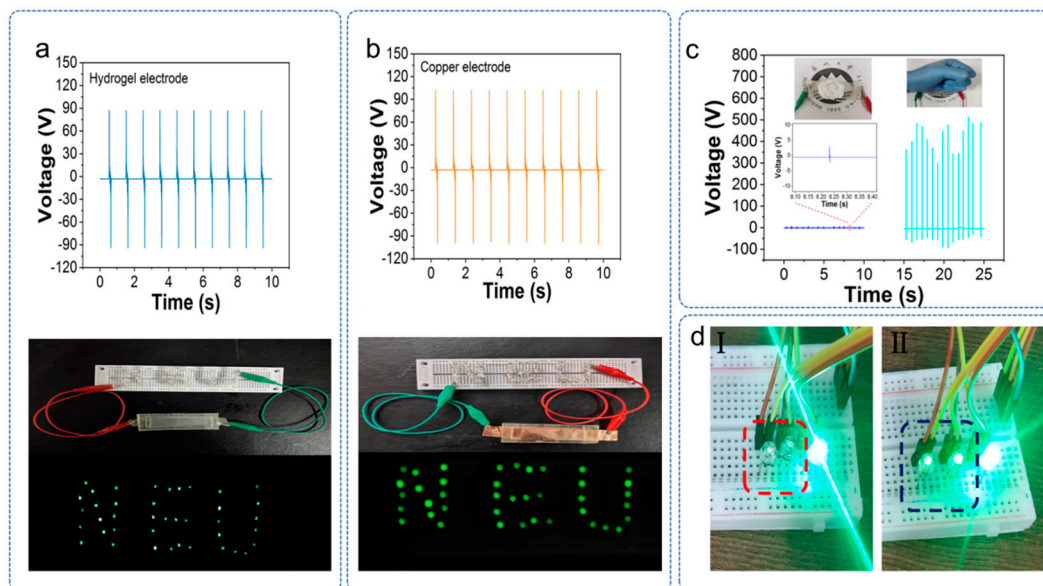 a
150
120
90
60
30
0
-30
-60
-90
-120
Voltage (V)
Hydrogel electrode
0 2 4 6 8 10
Time (s)
NEU
b
150
120
90
60
30
0
-30
-60
-90
-120
Voltage (V)
Copper electrode
0 2 4 6 8 10
Time (s)
NEU
c
800
700
600
500
400
300
200
100
0
-100
Voltage (V)
10
5
0
-5
-10
Voltage (V)
8.10 8.15 8.20 8.25 8.30 8.35 8.40
Time (s)
0 5 10 15 20 25
Time (s)
d
I
II